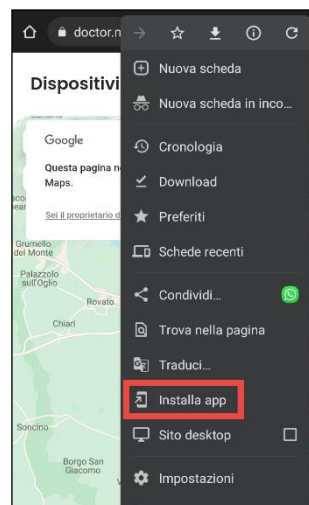 doctor.n
Dispositivi
Nuova scheda
Nuova scheda in inco...
Google
Questa pagina n
Maps.
Sei il proprietario d
Cronologia
Download
Preferiti
Schede recenti
Grumello
del Monte
Palazzolo
sull'Oglio
Rovato
Chiari
Condividi...
Trova nella pagina
Traduci...
Installa app
Soncino
Sito desktop
Borgo San
Giacomo
Impostazioni